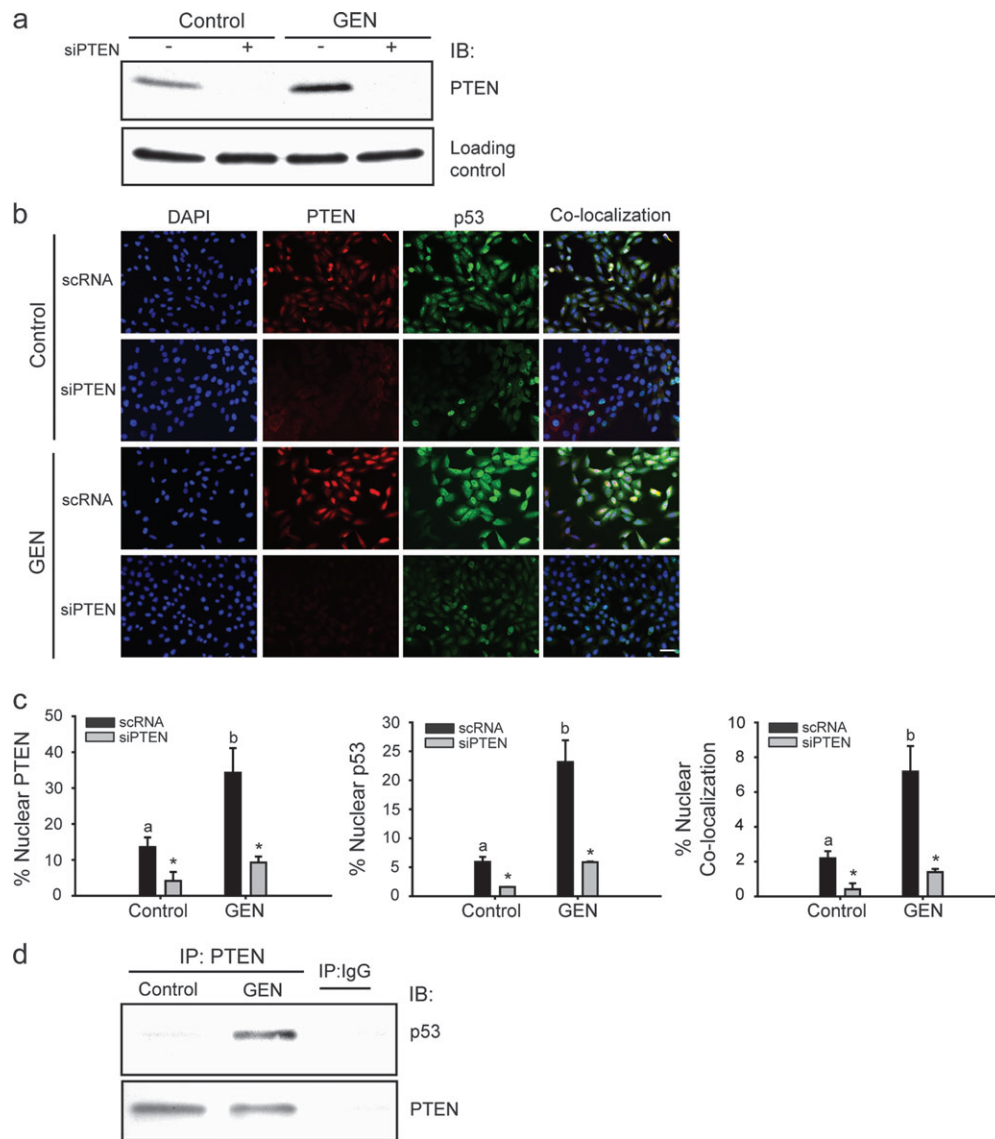 a
Control GEN
siPTEN - + - + IB:
PTEN
Loading
control
b
DAPI PTEN p53 Co-localization
Control
scRNA
siPTEN
GEN
scRNA
siPTEN
c
% Nuclear PTEN
60
50
40
30
20
10
0
scRNA
siPTEN
a * b *
Control GEN
% Nuclear p53
30
25
20
15
10
5
0
scRNA
siPTEN
a * b *
Control GEN
% Nuclear
Co-localization
10
8
6
4
2
0
scRNA
siPTEN
a * b *
Control GEN
d
IP: PTEN IP:IgG
Control GEN IB:
p53
PTEN